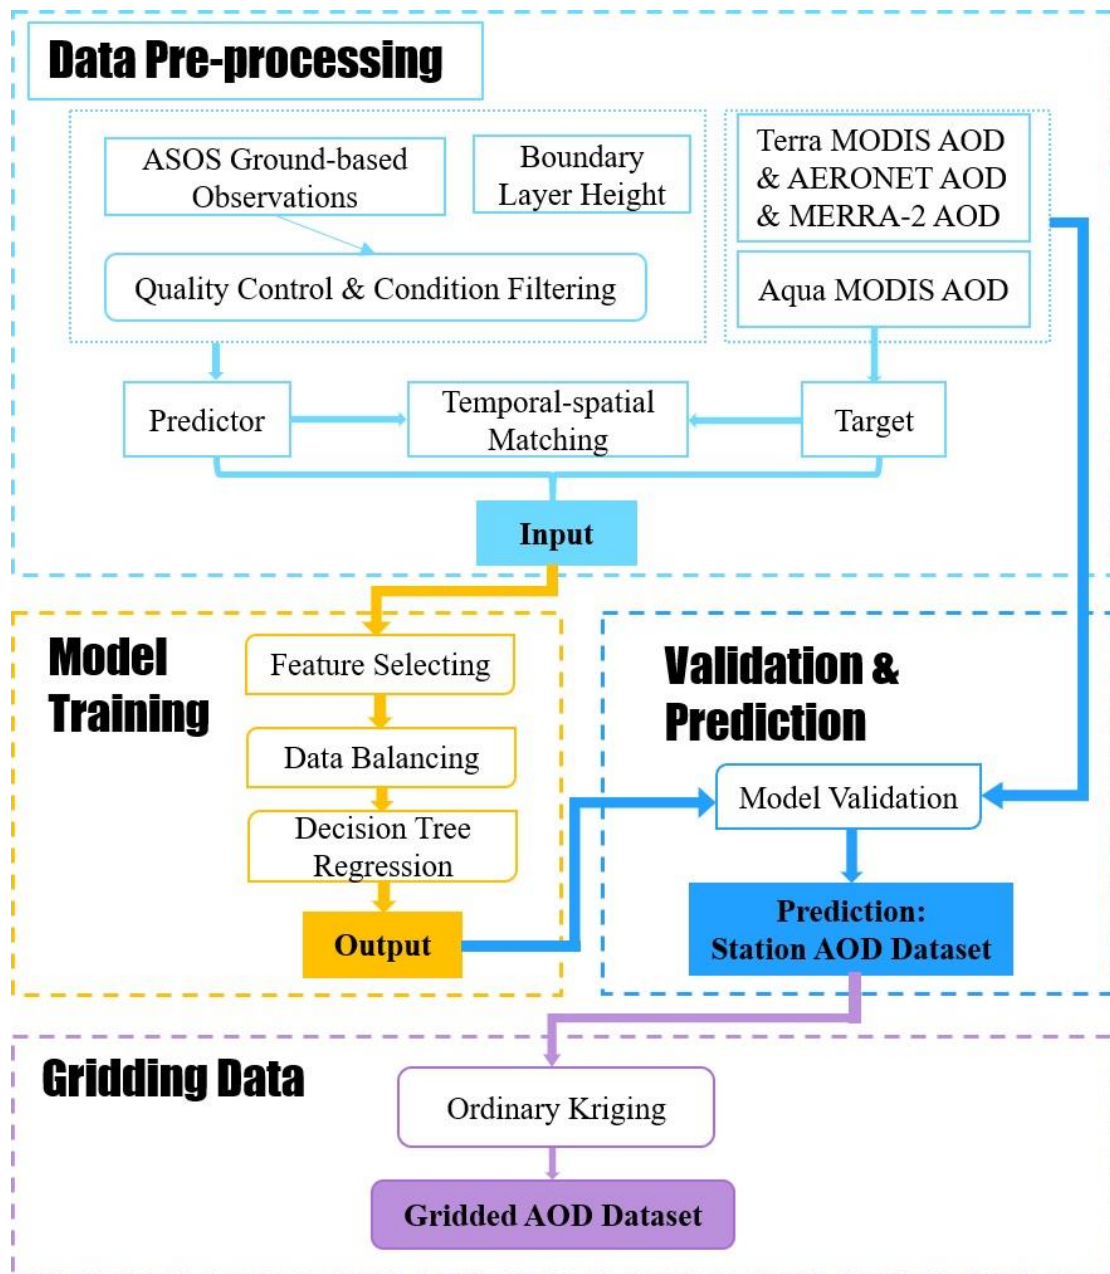 Data Pre-processing
ASOS Ground-based
Observations
Boundary
Layer Height
Quality Control & Condition Filtering
Terra MODIS AOD
& AERONET AOD
& MERRA-2 AOD
Aqua MODIS AOD
Predictor
Temporal-spatial
Matching
Target
Input
Model
Training
Feature Selecting
Data Balancing
Decision Tree
Regression
Output
Validation &
Prediction
Model Validation
Prediction:
Station AOD Dataset
Gridding Data
Ordinary Kriging
Gridded AOD Dataset